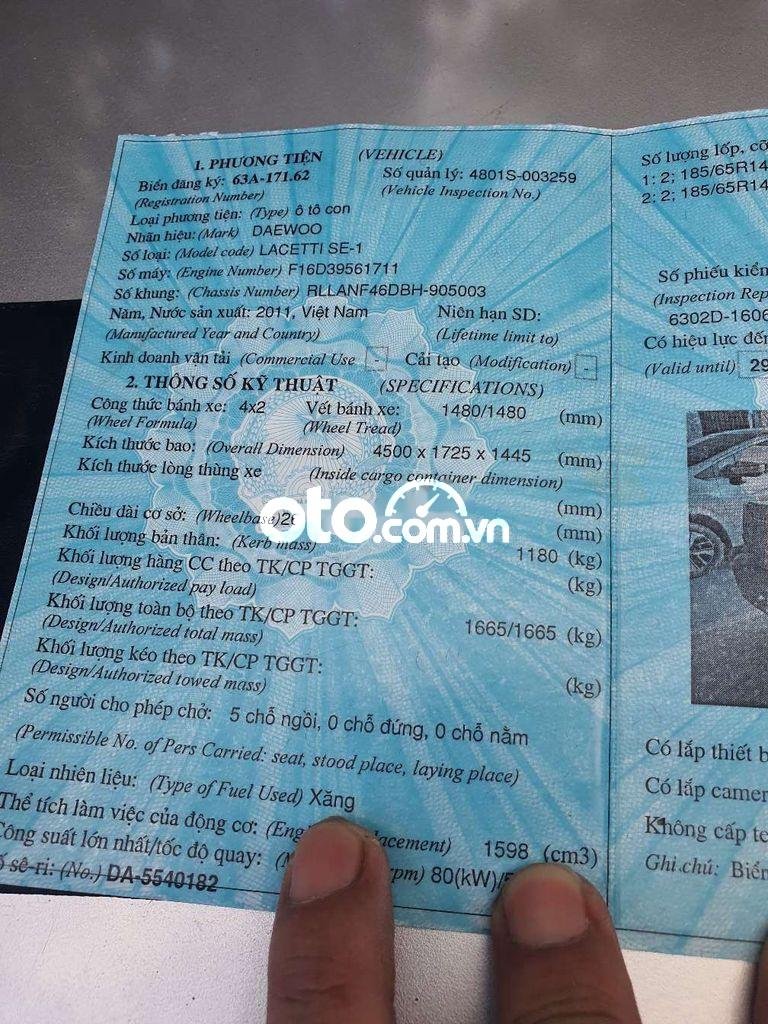 1. PHƯƠNG TIỆN (VEHICLE)
Biển đăng ký: 63A-171.62 Số quản lý: 4801S-003259
(Registration Number) (Vehicle Inspection No.)
Loại phương tiện: (Type) ô tô con
Nhãn hiệu: (Mark) DAEWOO
Số loại: (Model code) LACETTI SE-1
Số máy: (Engine Number) F16D39561711
Số khung: (Chassis Number) RLLANF46DBH-905003
Năm, Nước sản xuất: 2011, Việt Nam Niên hạn SD:
(Manufactured Year and Country) (Lifetime limit to)
Kinh doanh vận tải (Commercial Use - Cải tạo (Modification) -
2. THÔNG SỐ KỸ THUẬT (SPECIFICATIONS)
Công thức bánh xe: 4x2 Vết bánh xe: 1480/1480 (mm)
(Wheel Formula) (Wheel Tread)
Kích thước bao: (Overall Dimension) 4500 x 1725 x 1445 (mm)
Kích thước lòng thùng xe (Inside cargo container dimension)
(mm)
Chiều dài cơ sở: (Wheelbase) (mm)
Khối lượng bản thân: (Kerb mass) 1180 (kg)
Khối lượng hàng CC theo TK/CP TGGT: (kg)
(Design/Authorized pay load)
Khối lượng toàn bộ theo TK/CP TGGT: 1665/1665 (kg)
(Design/Authorized total mass)
Khối lượng kéo theo TK/CP TGGT: (kg)
(Design/Authorized towed mass)
Số người cho phép chở: 5 chỗ ngồi, 0 chỗ đứng, 0 chỗ nằm
(Permissible No. of Pers Carried: seat, stood place, laying place)
Loại nhiên liệu: (Type of Fuel Used) Xăng
Thể tích làm việc của động cơ: 1598 (cm3)
Công suất lớn nhất/tốc độ quay: rpm) 80(kW)/
sê-ri: (No.) DA-5540182
Số lượng lốp, cỡ
1: 2; 185/65R14
2: 2; 185/65R14
Số phiếu kiểm
(Inspection Rep
6302D-1606
Có hiệu lực đến
(Valid until) 29
Có lắp thiết b
Có lắp camer
Không cấp te
Ghi chú: Biển
oto.com.vn